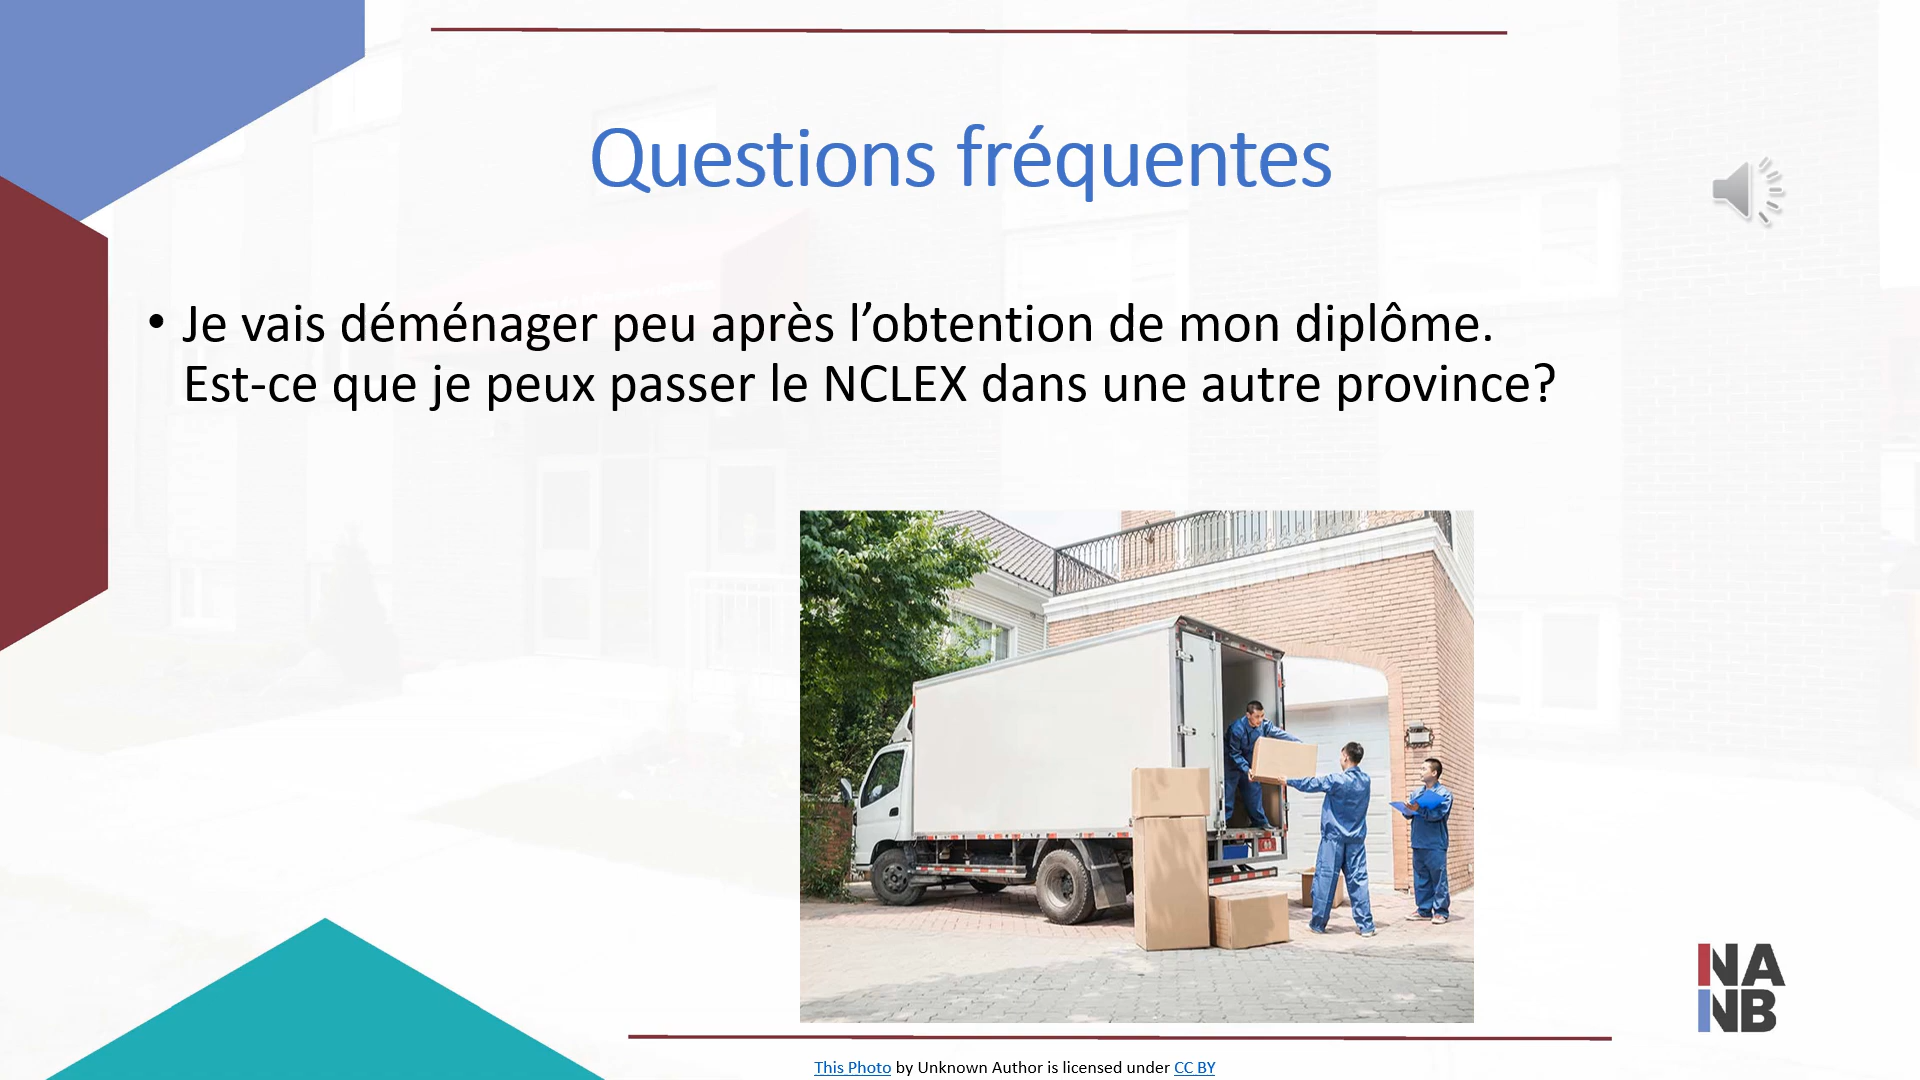 Questions fréquentes
• Je vais déménager peu après l’obtention de mon diplôme.
Est-ce que je peux passer le NCLEX dans une autre province?
NA
NB
This Photo by Unknown Author is licensed under CC BY